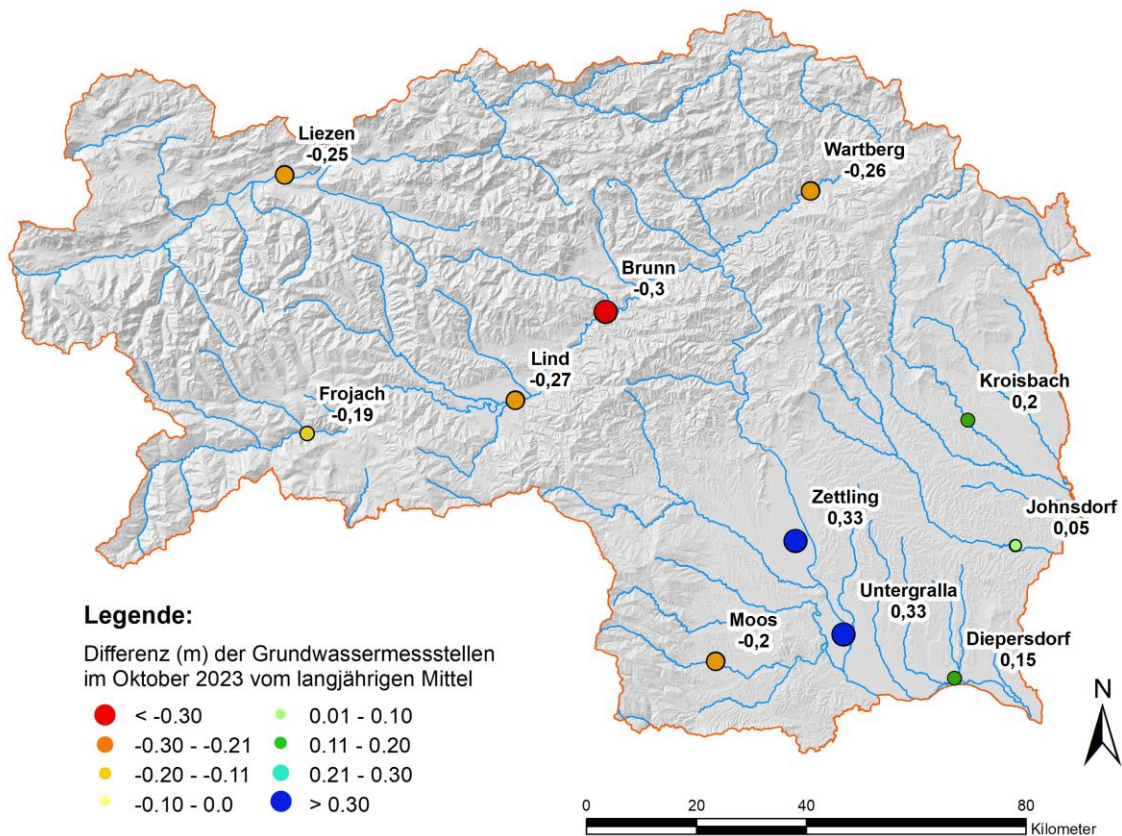 Liezen
-0,25
Wartberg
-0,26
Brunn
-0,3
Lind
-0,27
Frojach
-0,19
Kroisbach
0,2
Zettling
0,33
Johnsdorf
0,05
Untergralla
0,33
Moos
-0,2
Diepersdorf
0,15
Legende:
Differenz (m) der Grundwassermessstellen
im Oktober 2023 vom langjährigen Mittel
< -0.30
-0.30 - -0.21
-0.20 - -0.11
-0.10 - 0.0
0.01 - 0.10
0.11 - 0.20
0.21 - 0.30
> 0.30
N
0 20 40 60 80
Kilometer